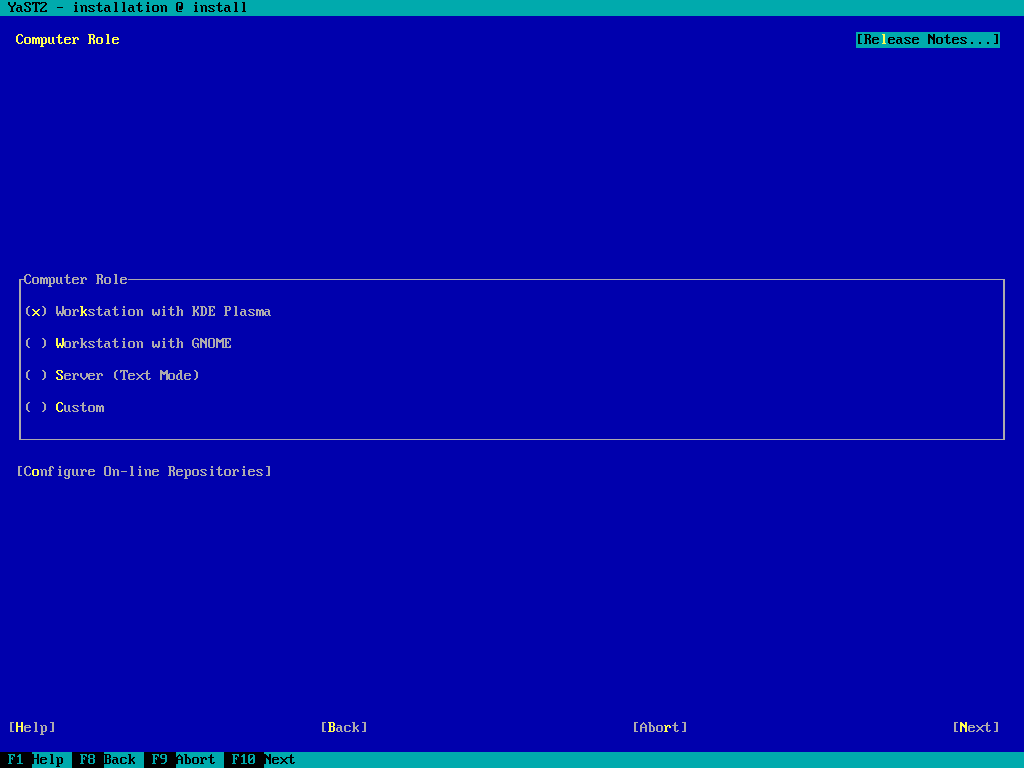 YaST2 - installation @ install
Computer Role [Release Notes...]
Computer Role
(x) Workstation with KDE Plasma
( ) Workstation with GNOME
( ) Server (Text Mode)
( ) Custom
[Configure On-line Repositories]
[Help] [Back] [Abort] [Next]
F1 Help F8 Back F9 Abort F10 Next